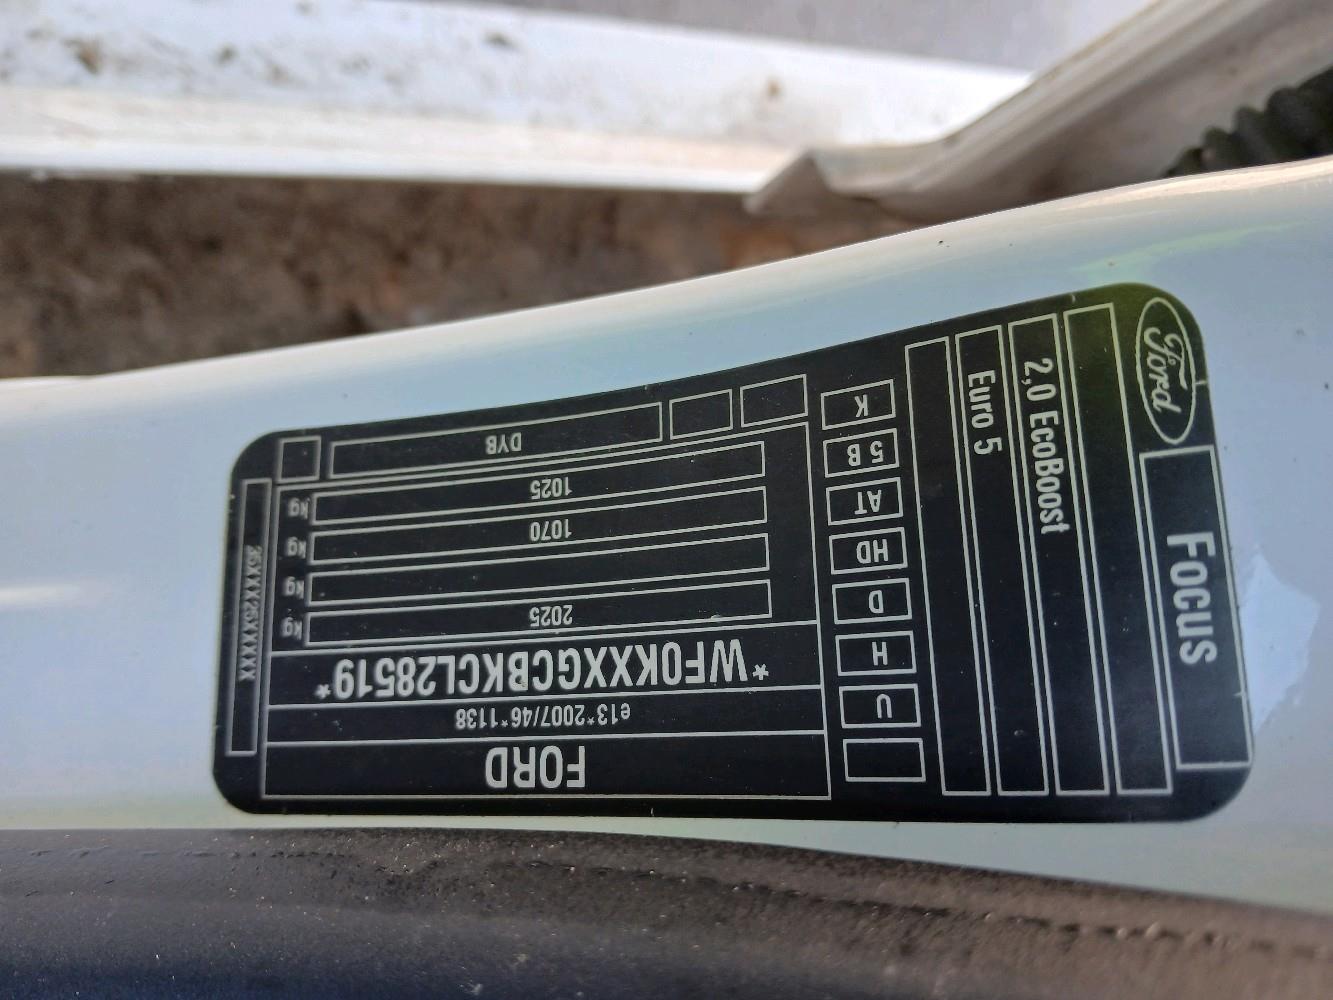 Ford
Focus
2,0 EcoBoost
Euro 5
FORD
e13*2007/46*1138
*WF0KXXGCBKCL28519*
2025 kg
kg
1070 kg
1025 kg
DYB
U
H
D
HD
AT
5 B
K